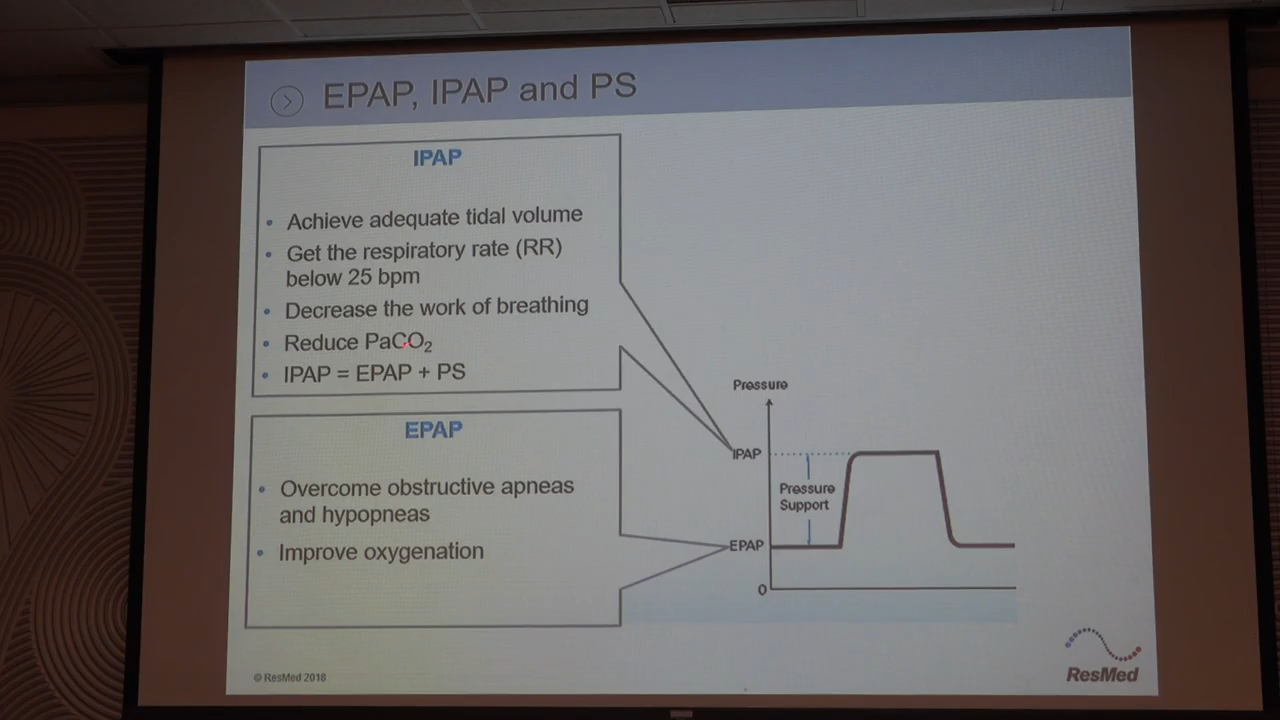 EPAP, IPAP and PS
IPAP
• Achieve adequate tidal volume
• Get the respiratory rate (RR)
below 25 bpm
• Decrease the work of breathing
• Reduce PaCO₂
• IPAP = EPAP + PS
EPAP
• Overcome obstructive apneas
and hypopneas
• Improve oxygenation
Pressure
IPAP
Pressure
Support
EPAP
0
© ResMed 2018
ResMed